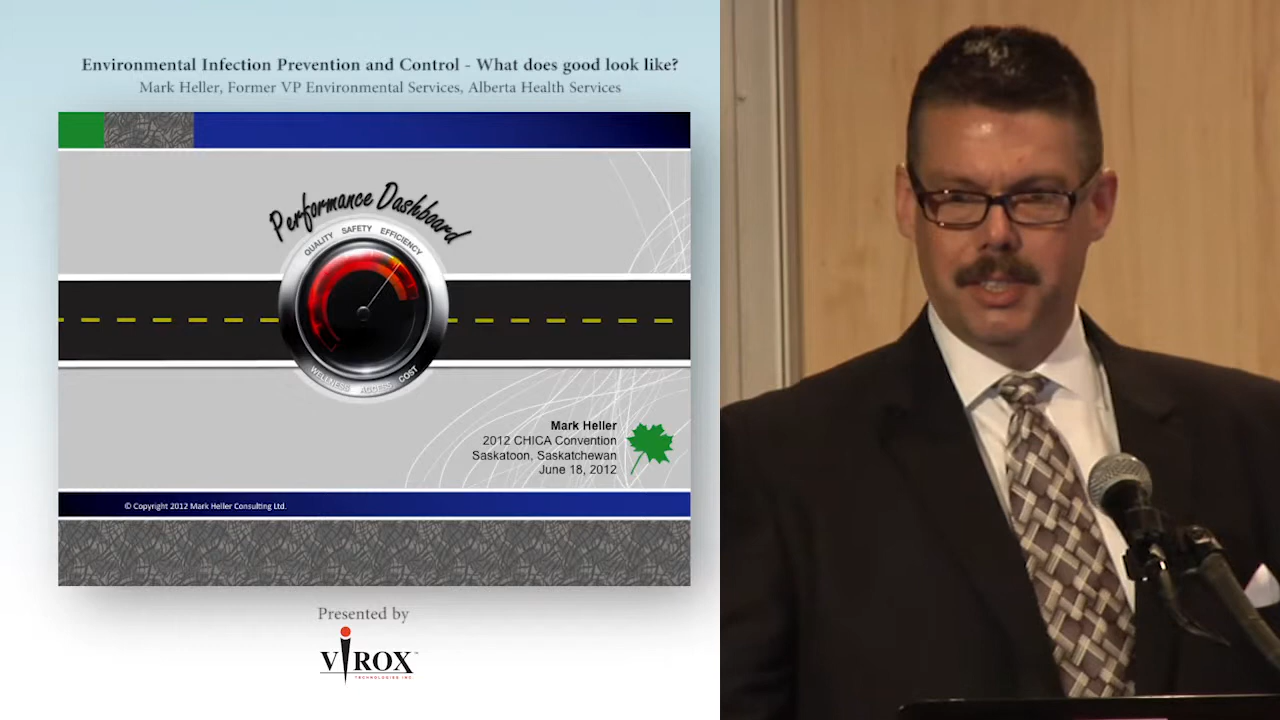 Environmental Infection Prevention and Control - What does good look like?
Mark Heller, Former VP Environmental Services, Alberta Health Services
Performance Dashboard
QUALITY SAFETY EFFICIENCY
WELLNESS ACCESS COST
Mark Heller
2012 CHICA Convention
Saskatoon, Saskatchewan
June 18, 2012
© Copyright 2012 Mark Heller Consulting Ltd.
Presented by
VIROX
TECHNOLOGIES INC.